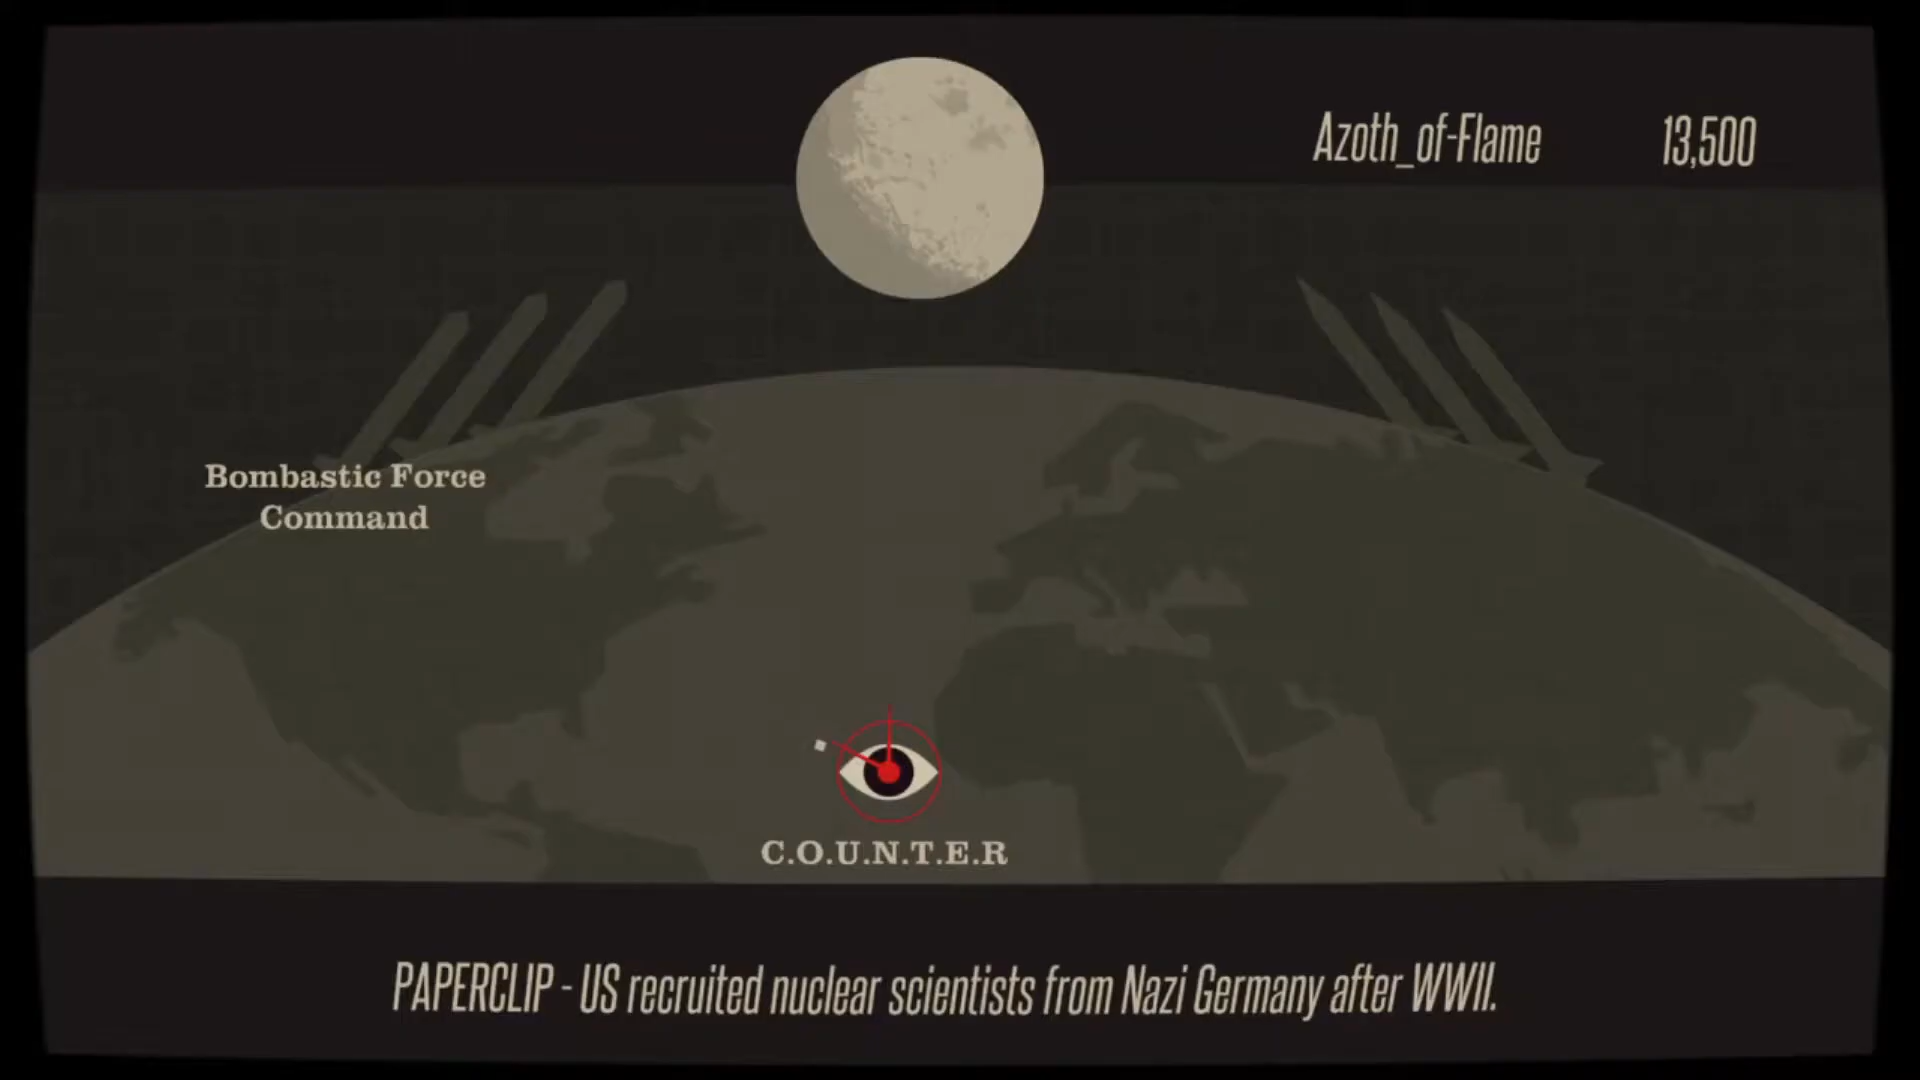 Azoth_of-Flame 13,500
Bombastic Force
Command
C.O.U.N.T.E.R
PAPERCLIP - US recruited nuclear scientists from Nazi Germany after WWII.